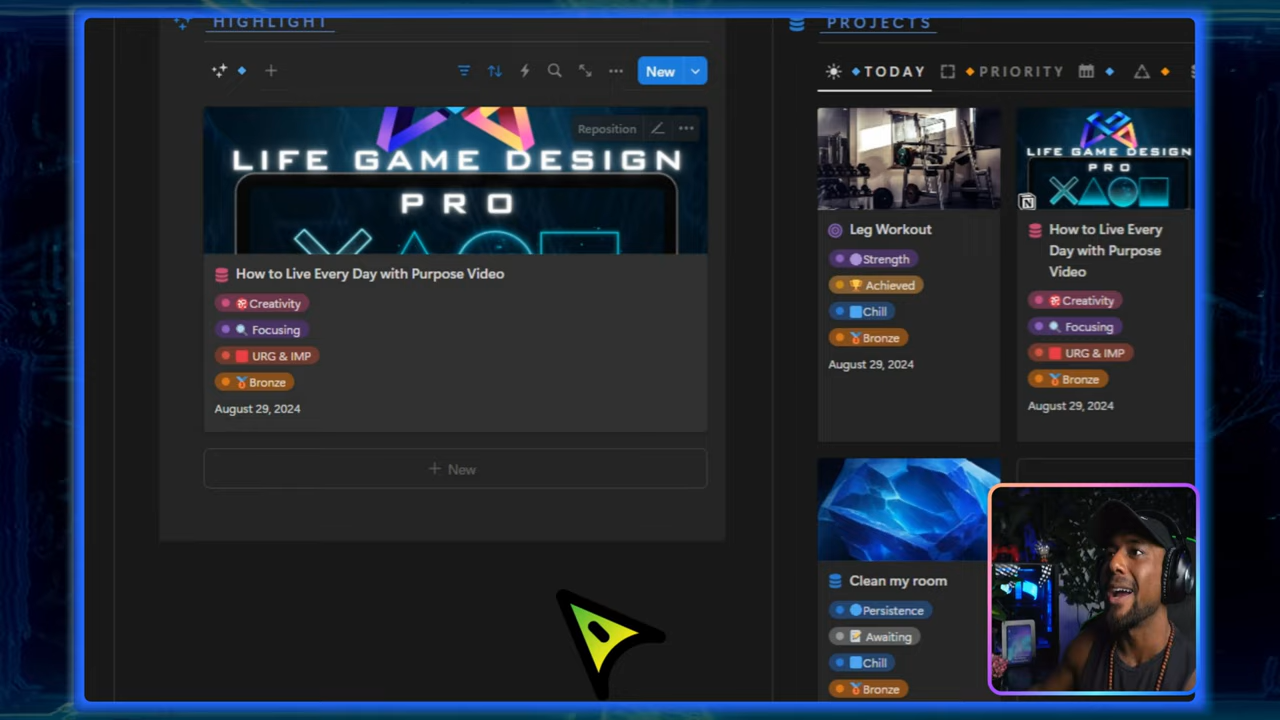 HIGHLIGHT
New
Reposition
LIFE GAME DESIGN
PRO
How to Live Every Day with Purpose Video
Creativity
Focusing
URG & IMP
Bronze
August 29, 2024
New
PROJECTS
TODAY
PRIORITY
Leg Workout
Strength
Achieved
Chill
Bronze
August 29, 2024
LIFE GAME DESIGN
PRO
How to Live Every
Day with Purpose
Video
Creativity
Focusing
URG & IMP
Bronze
August 29, 2024
Clean my room
Persistence
Awaiting
Chill
Bronze